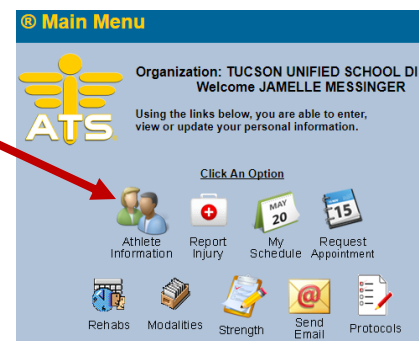 ® Main Menu
Organization: TUCSON UNIFIED SCHOOL DI
Welcome JAMELLE MESSINGER
Using the links below, you are able to enter,
view or update your personal information.
ATS
Click An Option
MAY
20
15
Athlete Information
Report Injury
My Schedule
Request Appointment
@
Rehabs
Modalities
Strength
Send Email
Protocols